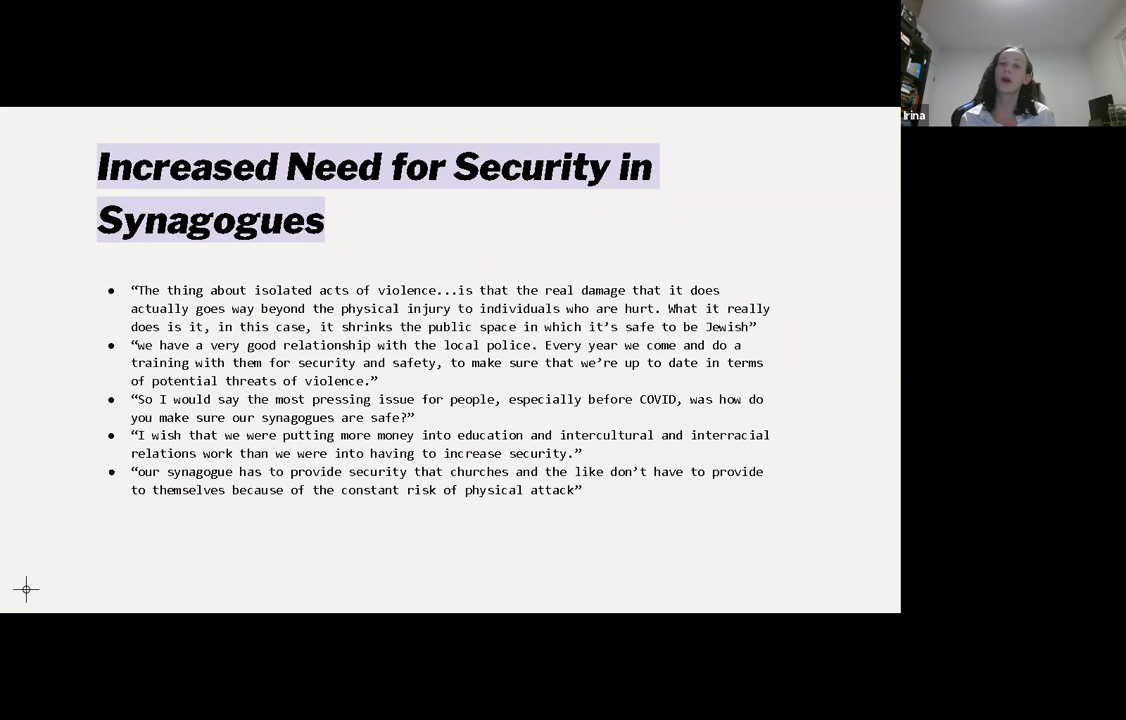 Increased Need for Security in
Synagogues
● “The thing about isolated acts of violence...is that the real damage that it does
actually goes way beyond the physical injury to individuals who are hurt. What it really
does is it, in this case, it shrinks the public space in which it’s safe to be Jewish”
● “we have a very good relationship with the local police. Every year we come and do a
training with them for security and safety, to make sure that we’re up to date in terms
of potential threats of violence.”
● “So I would say the most pressing issue for people, especially before COVID, was how do
you make sure our synagogues are safe?”
● “I wish that we were putting more money into education and intercultural and interracial
relations work than we were into having to increase security.”
● “our synagogue has to provide security that churches and the like don’t have to provide
to themselves because of the constant risk of physical attack”
Irina